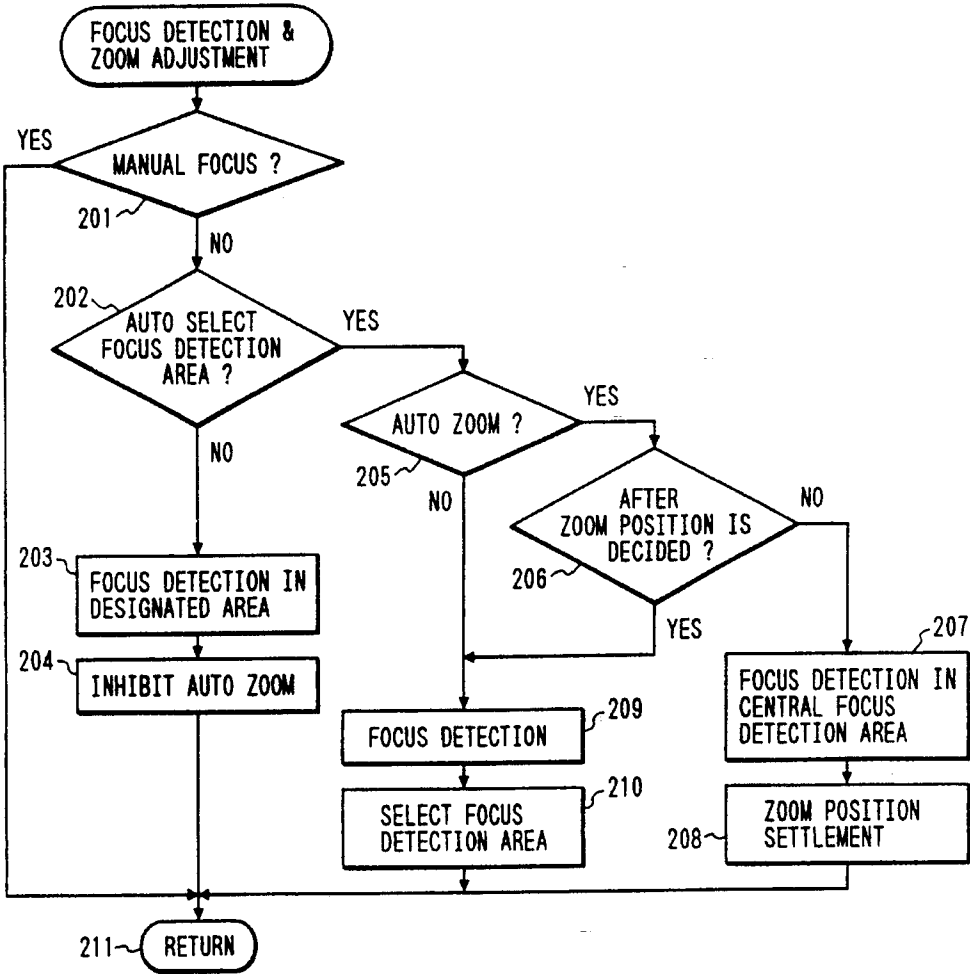 FOCUS DETECTION &
ZOOM ADJUSTMENT
YES
MANUAL FOCUS ?
201
NO
202
AUTO SELECT
FOCUS DETECTION
AREA ?
YES
NO
AUTO ZOOM ?
YES
205
NO
AFTER
ZOOM POSITION IS
DECIDED ?
NO
206
YES
203
FOCUS DETECTION IN
DESIGNATED AREA
204
INHIBIT AUTO ZOOM
207
FOCUS DETECTION IN
CENTRAL FOCUS
DETECTION AREA
209
FOCUS DETECTION
210
SELECT FOCUS
DETECTION AREA
208
ZOOM POSITION
SETTLEMENT
211
RETURN